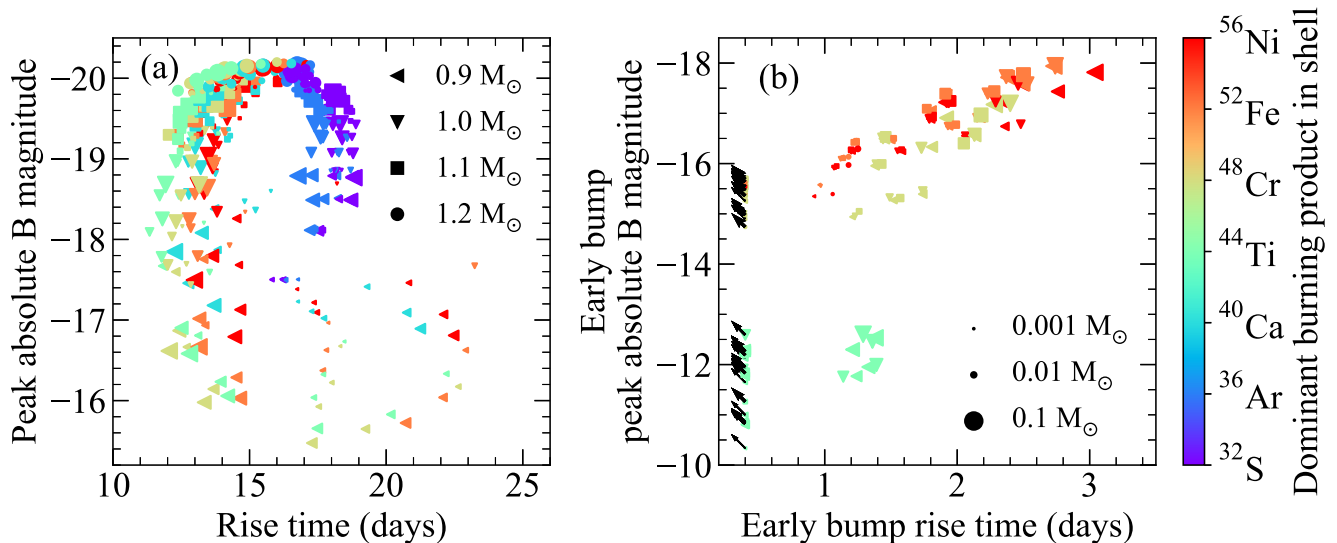 (a)
Peak absolute B magnitude
−20
−19
−18
−17
−16
0.9 M⊙
1.0 M⊙
1.1 M⊙
1.2 M⊙
10
15
20
25
Rise time (days)
(b)
Early bump
peak absolute B magnitude
−18
−16
−14
−12
−10
0.001 M⊙
0.01 M⊙
0.1 M⊙
1
2
3
Early bump rise time (days)
56Ni
52Fe
48Cr
44Ti
40Ca
36Ar
32S
Dominant burning product in shell